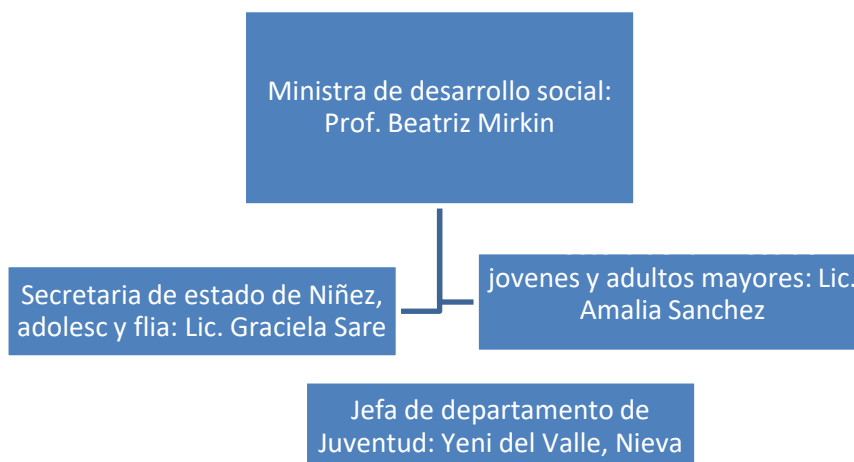 Ministra de desarrollo social:
Prof. Beatriz Mirkin
Secretaria de estado de Niñez,
adolesc y flia: Lic. Graciela Sare
jovenes y adultos mayores: Lic.
Amalia Sanchez
Jefa de departamento de
Juventud: Yeni del Valle, Nieva